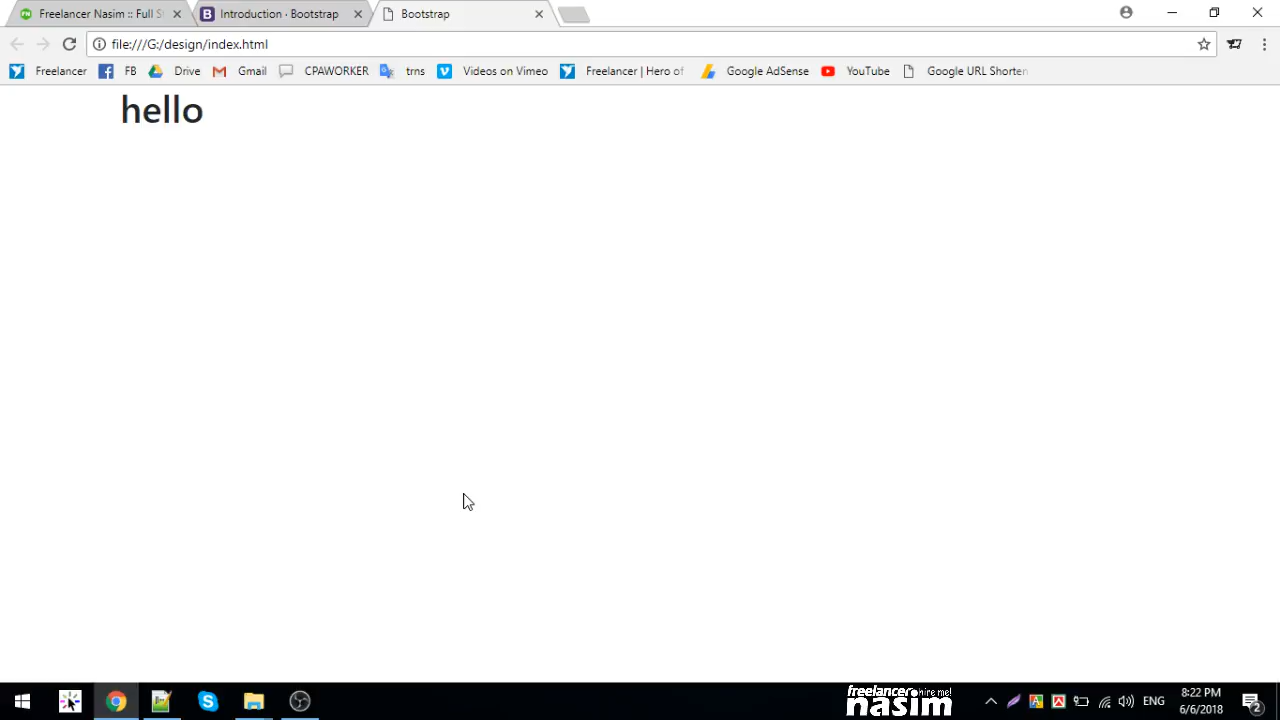 Freelancer Nasim :: Full S
Introduction · Bootstrap
Bootstrap
file:///G:/design/index.html
Freelancer
FB
Drive
Gmail
CPAWORKER
trns
Videos on Vimeo
Freelancer | Hero of
Google AdSense
YouTube
Google URL Shorten
hello
freelancer hire me!
nasim
ENG
8:22 PM
6/6/2018
2